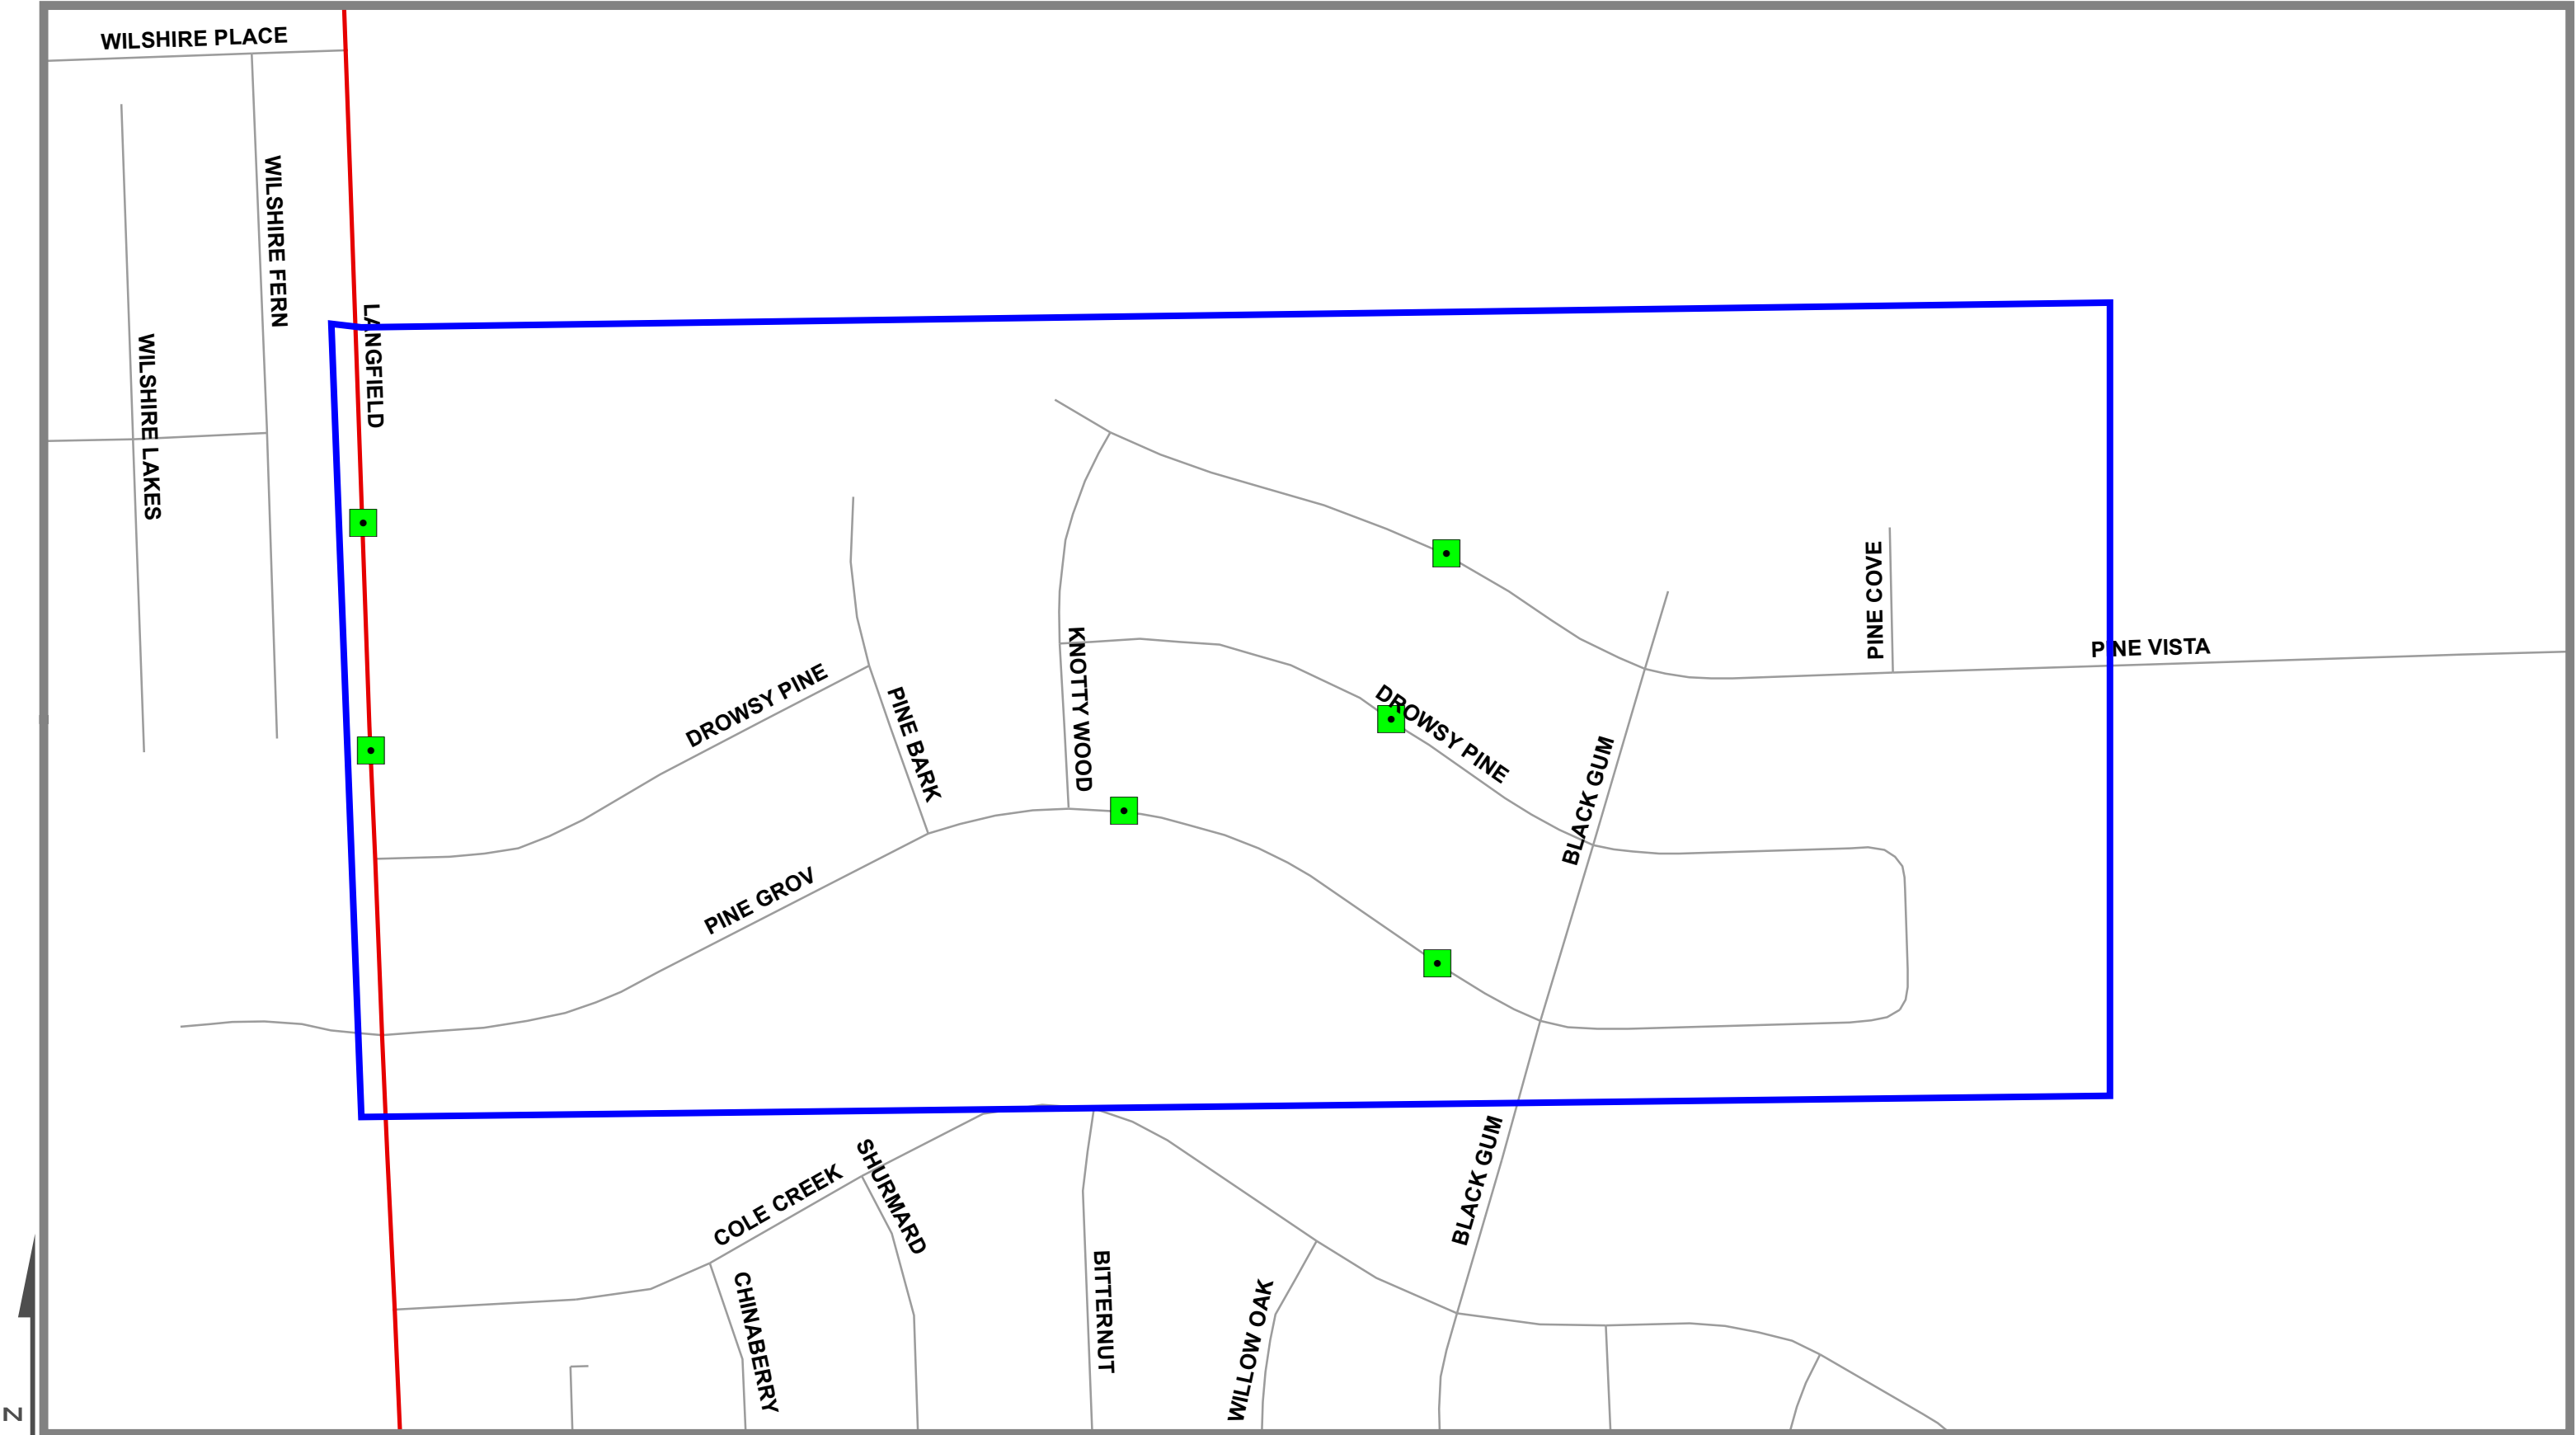 WILSHIRE PLACE
WILSHIRE FERN
LANGFIELD
WILSHIRE LAKES
PINE COVE
PINE VISTA
KNOTTY WOOD
DROWSY PINE
PINE BARK
DROWSY PINE
BLACK GUM
PINE GROV
BLACK GUM
SHURMARD
COLE CREEK
BITTERNUT
CHINABERRY
WILLOW OAK
N